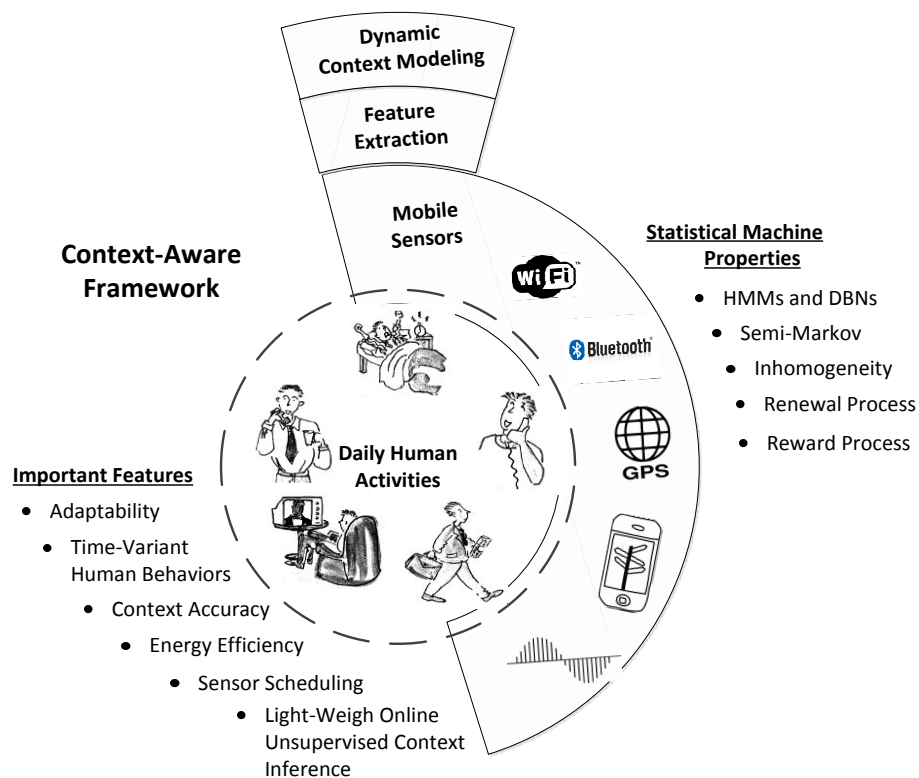 Dynamic
Context Modeling
Feature
Extraction
Mobile
Sensors
Context-Aware
Framework
Statistical Machine
Properties
• HMMs and DBNs
• Semi-Markov
• Inhomogeneity
• Renewal Process
• Reward Process
Wi Fi™
Bluetooth®
GPS
Daily Human
Activities
Important Features
• Adaptability
• Time-Variant
Human Behaviors
• Context Accuracy
• Energy Efficiency
• Sensor Scheduling
• Light-Weigh Online
Unsupervised Context
Inference